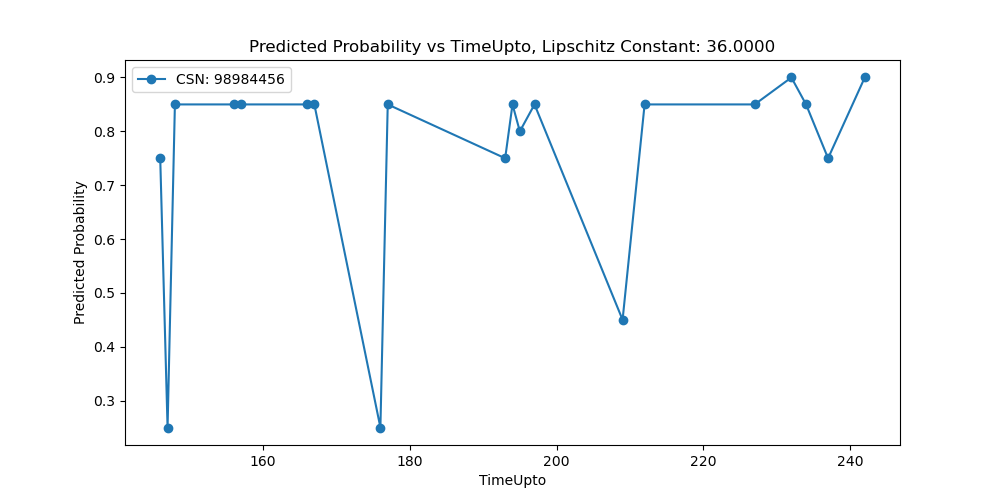 Predicted Probability vs TimeUpto, Lipschitz Constant: 36.0000
CSN: 98984456
Predicted Probability
0.9
0.8
0.7
0.6
0.5
0.4
0.3
160 180 200 220 240
TimeUpto